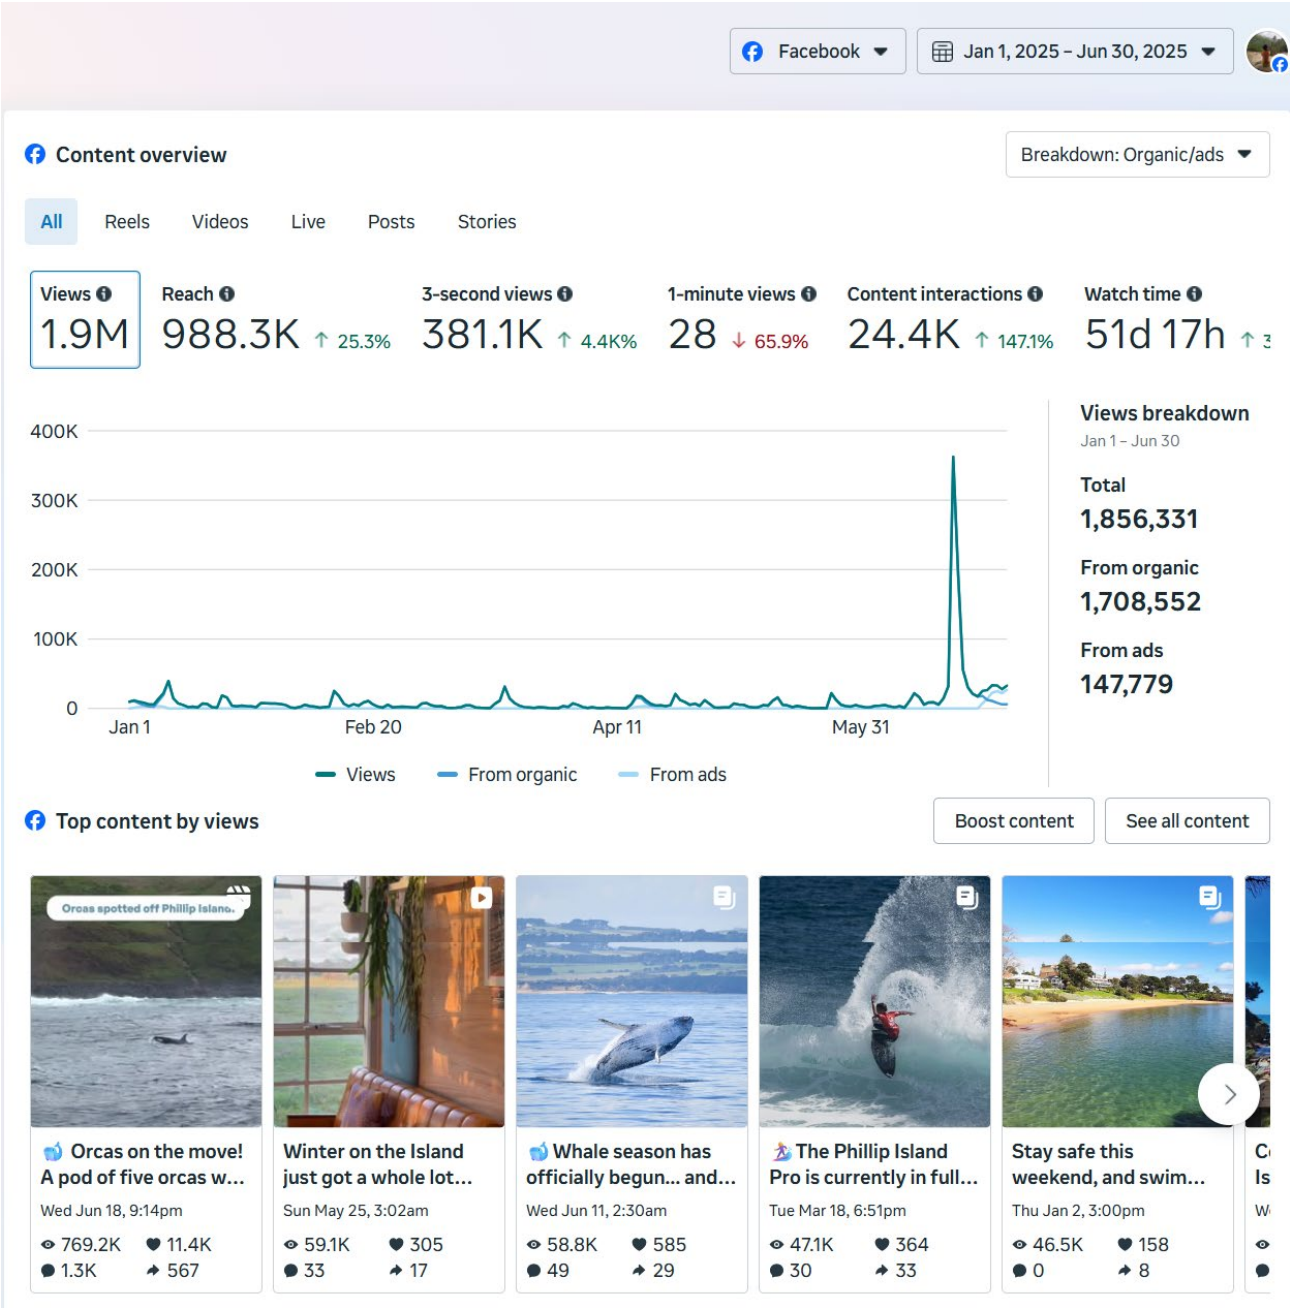 Facebook
Jan 1, 2025 – Jun 30, 2025
Content overview
Breakdown: Organic/ads
All Reels Videos Live Posts Stories
Views Reach 3-second views 1-minute views Content interactions Watch time
1.9M 988.3K ↑ 25.3% 381.1K ↑ 4.4K% 28 ↓ 65.9% 24.4K ↑ 147.1% 51d 17h ↑ 3
Views breakdown
Jan 1 – Jun 30
Total
1,856,331
From organic
1,708,552
From ads
147,779
400K
300K
200K
100K
0
Jan 1 Feb 20 Apr 11 May 31
Views From organic From ads
Top content by views
Boost content
See all content
Orcas spotted off Phillip Island.
🐋 Orcas on the move!
A pod of five orcas w...
Wed Jun 18, 9:14pm
769.2K 11.4K
1.3K 567
Winter on the Island
just got a whole lot...
Sun May 25, 3:02am
59.1K 305
33 17
🐋 Whale season has
officially begun... and...
Wed Jun 11, 2:30am
58.8K 585
49 29
🏄 The Phillip Island
Pro is currently in full...
Tue Mar 18, 6:51pm
47.1K 364
30 33
Stay safe this
weekend, and swim...
Thu Jan 2, 3:00pm
46.5K 158
0 8
Is